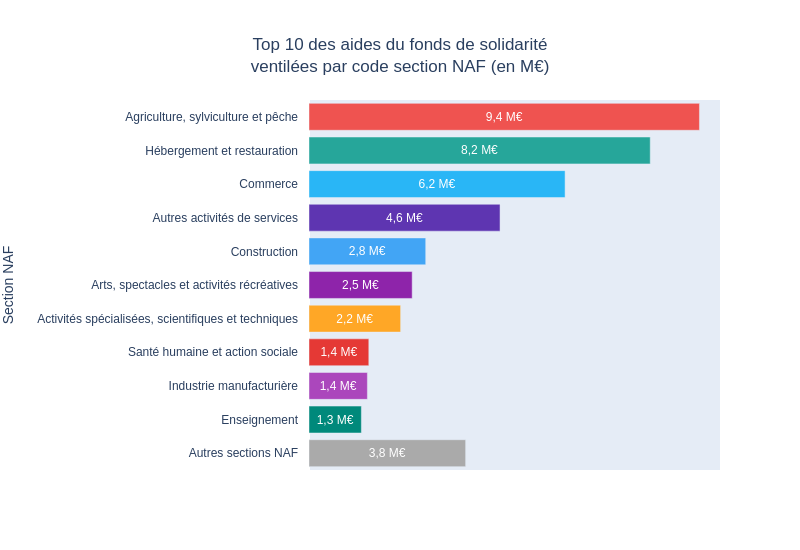 Top 10 des aides du fonds de solidarité
ventilées par code section NAF (en M€)
Section NAF
Agriculture, sylviculture et pêche 9,4 M€
Hébergement et restauration 8,2 M€
Commerce 6,2 M€
Autres activités de services 4,6 M€
Construction 2,8 M€
Arts, spectacles et activités récréatives 2,5 M€
Activités spécialisées, scientifiques et techniques 2,2 M€
Santé humaine et action sociale 1,4 M€
Industrie manufacturière 1,4 M€
Enseignement 1,3 M€
Autres sections NAF 3,8 M€